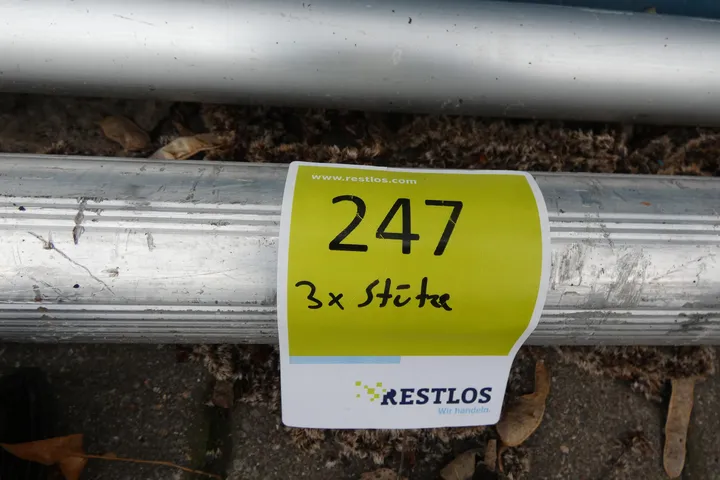 www.restlos.com
247
3x Stütze
RESTLOS
Wir handeln.